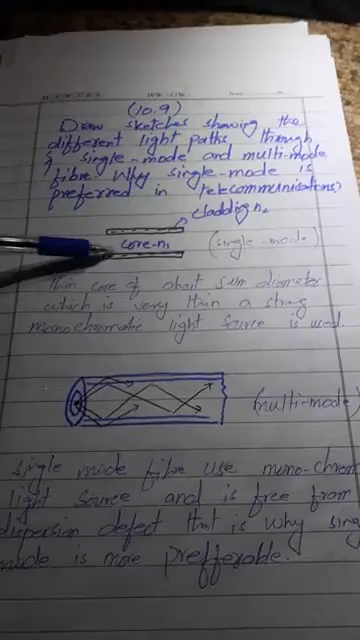 (10.9)
Draw sketches showing the
different light paths through
a single-mode and multi-mode
fibre. Why single-mode is
preferred in telecommunications?
cladding n₂
core-n₁ (single mode)
thin core of about 5um diameter
which is very thin a strong
monochromatic light source is used.
(multi-mode)
single mode fibre use mono-chrom
light source and is free from
dispersion defect that is why sing
mode is more prefferable.